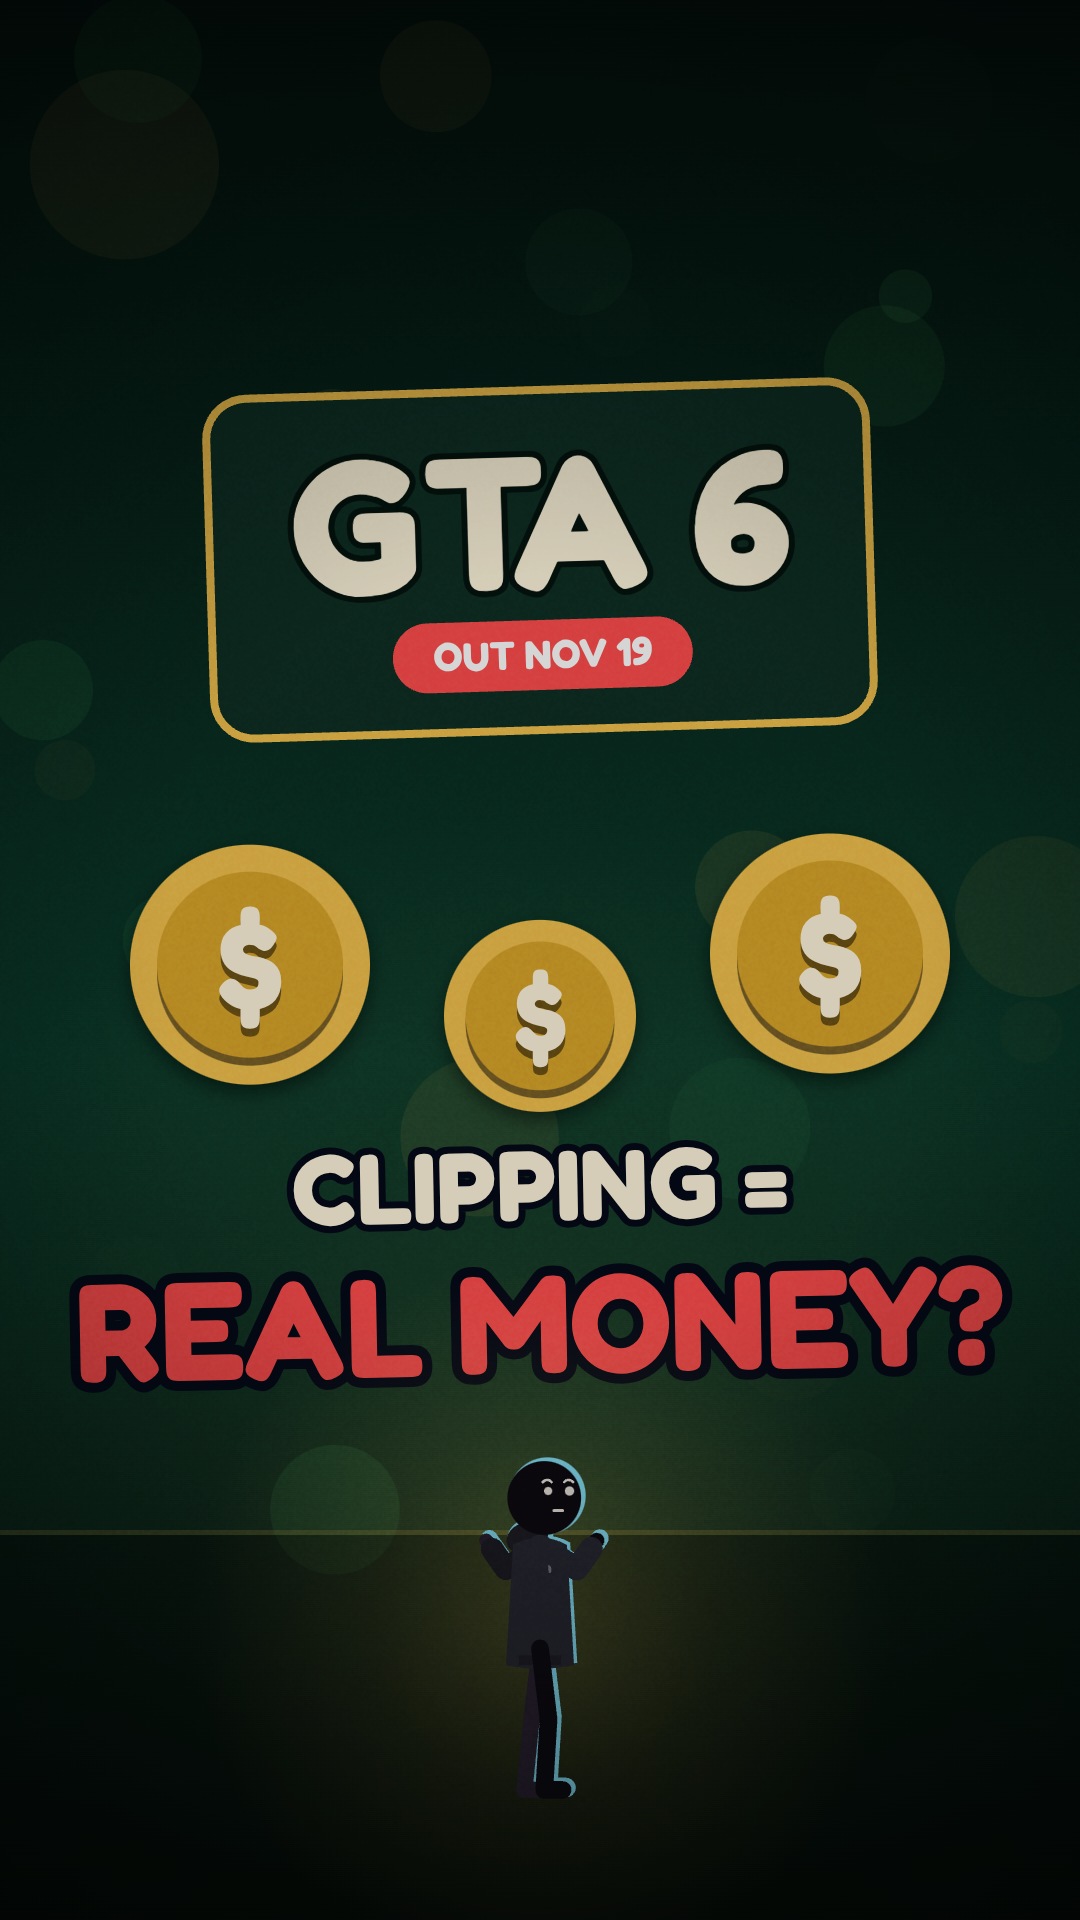 GTA 6
OUT NOV 19
$ $ $
CLIPPING =
REAL MONEY?